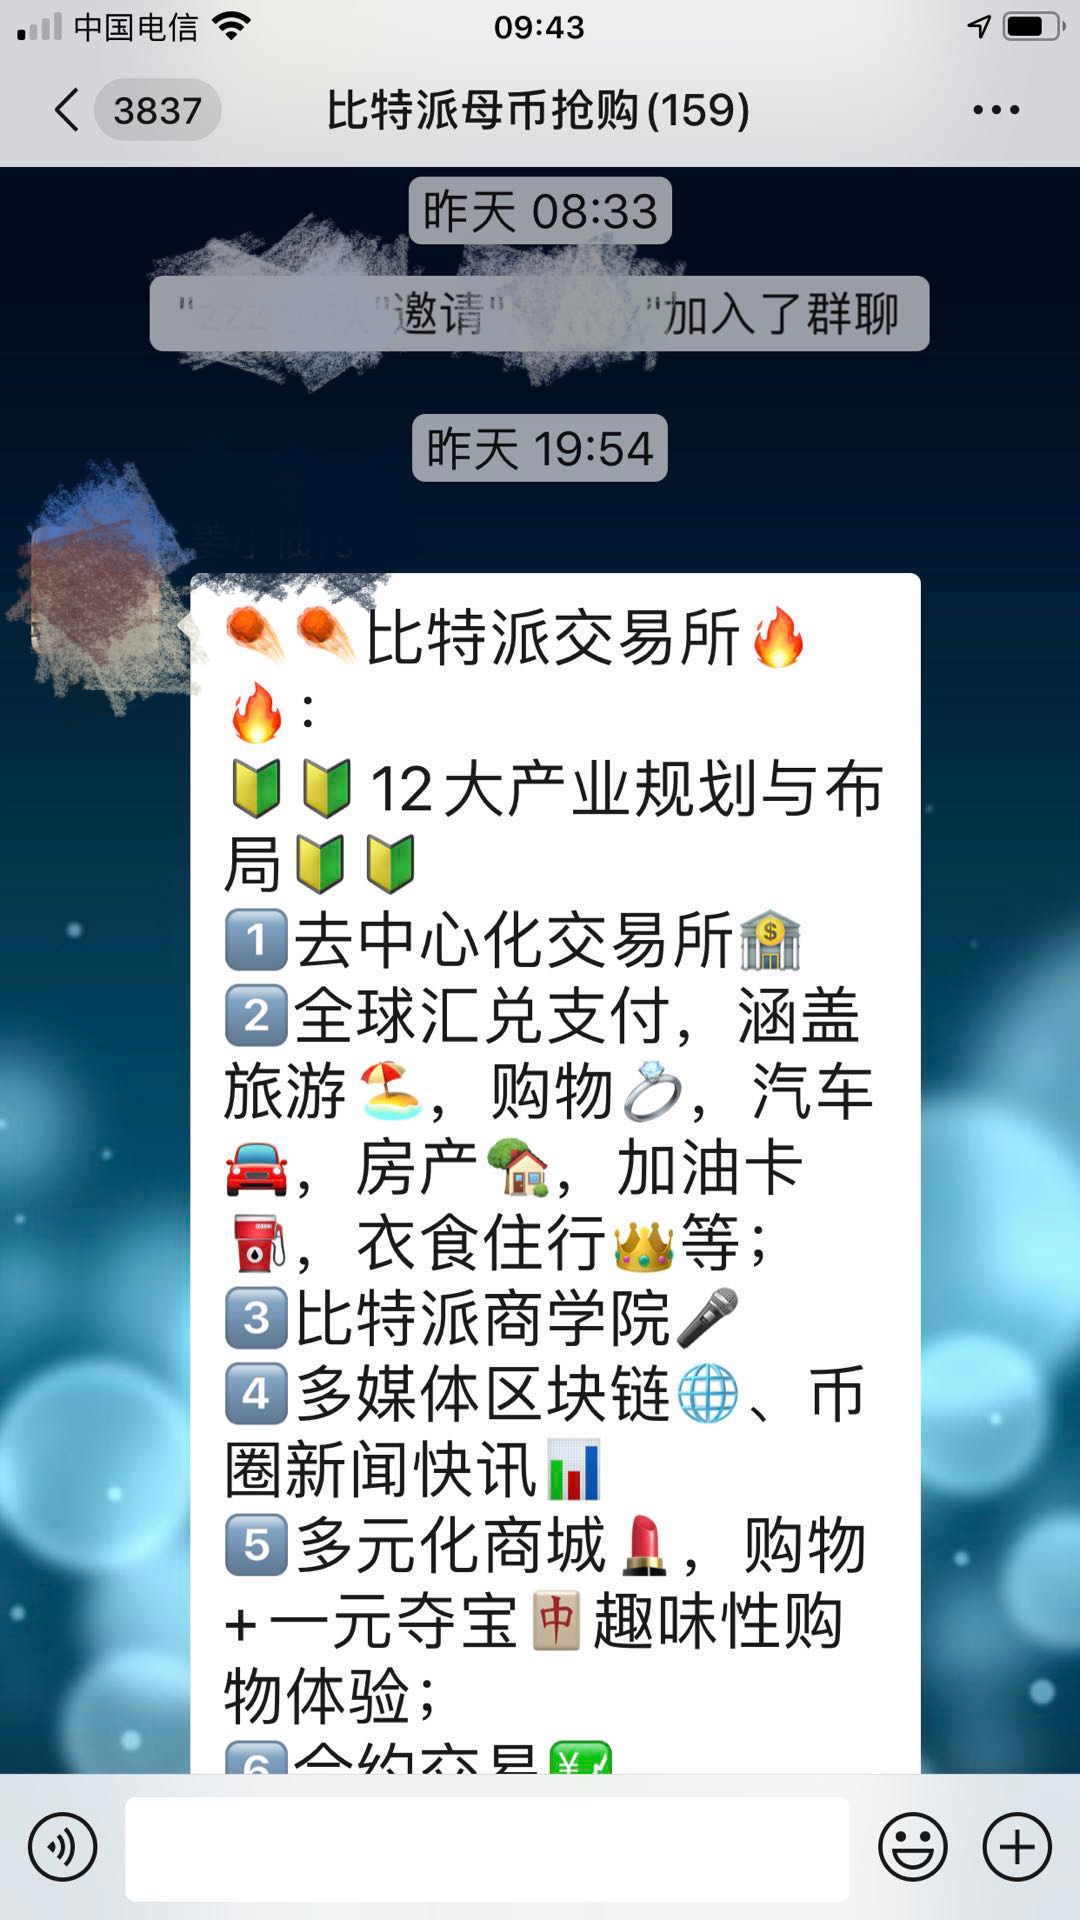 中国电信
09:43
3837
比特派母币抢购(159)
昨天 08:33
邀请" "加入了群聊
昨天 19:54
比特派交易所🔥
🔥：
🔰🔰12大产业规划与布
局🔰🔰
1️⃣去中心化交易所🏦
2️⃣全球汇兑支付，涵盖
旅游🏖，购物💍，汽车
🚘，房产🏡，加油卡
⛽️，衣食住行👑等；
3️⃣比特派商学院🎤
4️⃣多媒体区块链🌐、币
圈新闻快讯📊
5️⃣多元化商城💄，购物
+一元夺宝🀄️趣味性购
物体验；
6️⃣合约交易💹